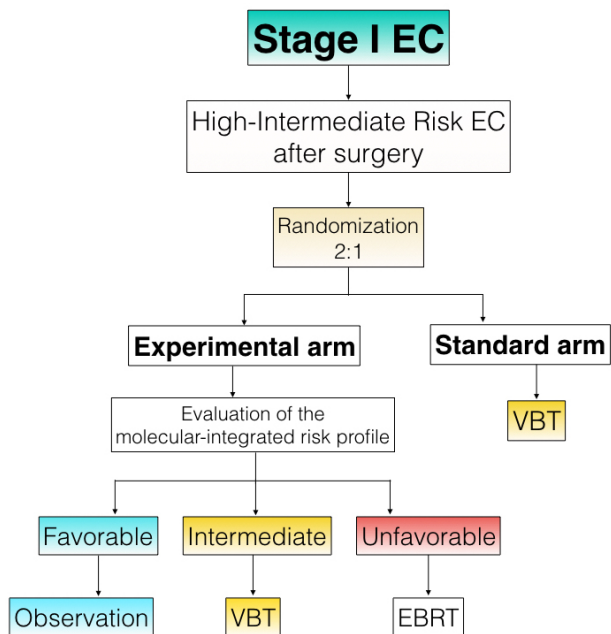 Stage I EC
High-Intermediate Risk EC
after surgery
Randomization
2:1
Experimental arm
Standard arm
Evaluation of the
molecular-integrated risk profile
VBT
Favorable
Intermediate
Unfavorable
Observation
VBT
EBRT